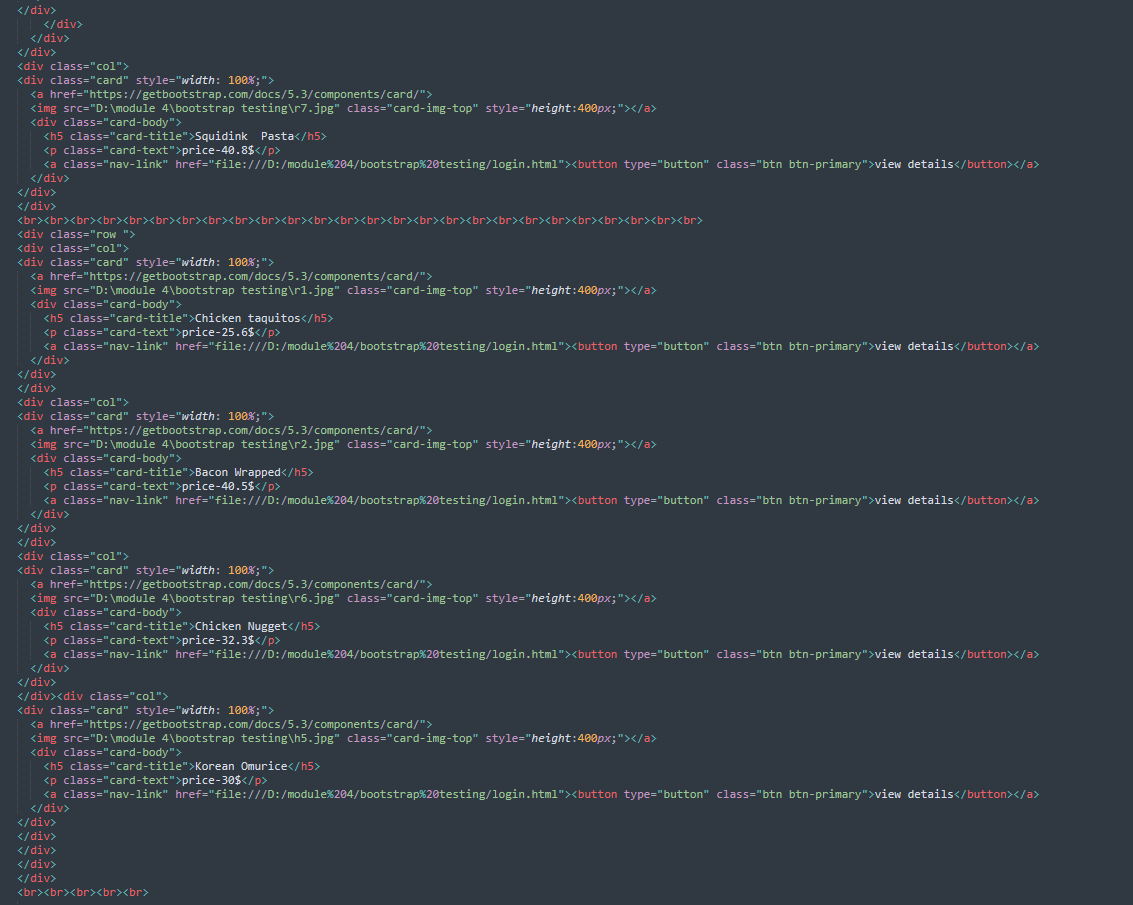 </div>
</div>
</div>
</div>
<div class="col">
<div class="card" style="width: 100%;">
<a href="https://getbootstrap.com/docs/5.3/components/card/">
<img src="D:\module 4\bootstrap testing\r7.jpg" class="card-img-top" style="height:400px;"></a>
<div class="card-body">
<h5 class="card-title">Squidink  Pasta</h5>
<p class="card-text">price-40.8$</p>
<a class="nav-link" href="file:///D:/module%204/bootstrap%20testing/login.html"><button type="button" class="btn btn-primary">view details</button></a>
</div>
</div>
</div>
<br><br><br><br><br><br><br><br><br><br><br><br><br><br><br><br><br><br><br><br><br><br><br><br><br><br>
<div class="row ">
<div class="col">
<div class="card" style="width: 100%;">
<a href="https://getbootstrap.com/docs/5.3/components/card/">
<img src="D:\module 4\bootstrap testing\r1.jpg" class="card-img-top" style="height:400px;"></a>
<div class="card-body">
<h5 class="card-title">Chicken taquitos</h5>
<p class="card-text">price-25.6$</p>
<a class="nav-link" href="file:///D:/module%204/bootstrap%20testing/login.html"><button type="button" class="btn btn-primary">view details</button></a>
</div>
</div>
</div>
<div class="col">
<div class="card" style="width: 100%;">
<a href="https://getbootstrap.com/docs/5.3/components/card/">
<img src="D:\module 4\bootstrap testing\r2.jpg" class="card-img-top" style="height:400px;"></a>
<div class="card-body">
<h5 class="card-title">Bacon Wrapped</h5>
<p class="card-text">price-40.5$</p>
<a class="nav-link" href="file:///D:/module%204/bootstrap%20testing/login.html"><button type="button" class="btn btn-primary">view details</button></a>
</div>
</div>
</div>
<div class="col">
<div class="card" style="width: 100%;">
<a href="https://getbootstrap.com/docs/5.3/components/card/">
<img src="D:\module 4\bootstrap testing\r6.jpg" class="card-img-top" style="height:400px;"></a>
<div class="card-body">
<h5 class="card-title">Chicken Nugget</h5>
<p class="card-text">price-32.3$</p>
<a class="nav-link" href="file:///D:/module%204/bootstrap%20testing/login.html"><button type="button" class="btn btn-primary">view details</button></a>
</div>
</div>
</div><div class="col">
<div class="card" style="width: 100%;">
<a href="https://getbootstrap.com/docs/5.3/components/card/">
<img src="D:\module 4\bootstrap testing\h5.jpg" class="card-img-top" style="height:400px;"></a>
<div class="card-body">
<h5 class="card-title">Korean Omurice</h5>
<p class="card-text">price-30$</p>
<a class="nav-link" href="file:///D:/module%204/bootstrap%20testing/login.html"><button type="button" class="btn btn-primary">view details</button></a>
</div>
</div>
</div>
</div>
</div>
</div>
<br><br><br><br><br>